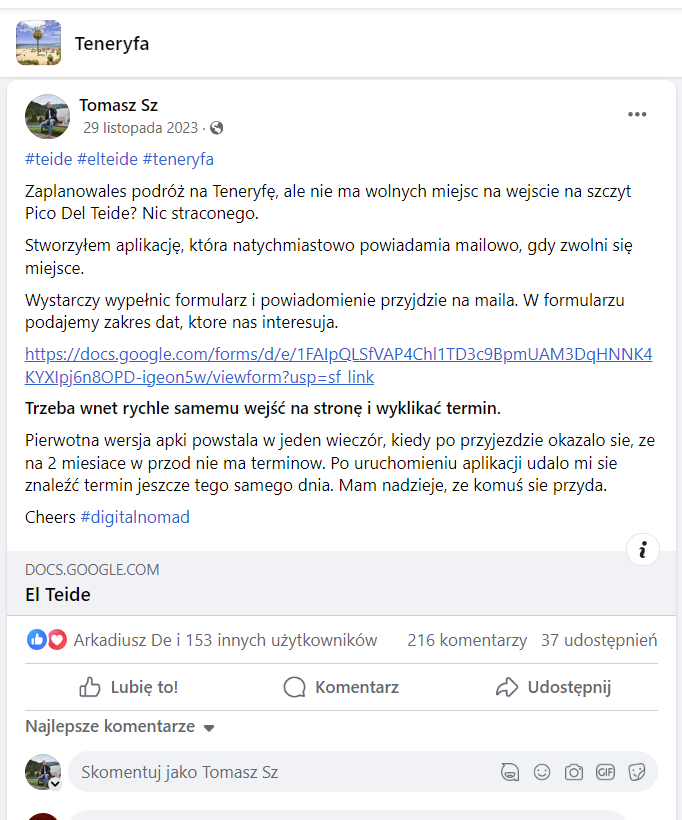 Teneryfa
Tomasz Sz
29 listopada 2023 ·
#teide #elteide #teneryfa
Zaplanowales podróż na Teneryfę, ale nie ma wolnych miejsc na wejscie na szczyt
Pico Del Teide? Nic straconego.
Stworzyłem aplikację, która natychmiastowo powiadamia mailowo, gdy zwolni się
miejsce.
Wystarczy wypełnic formularz i powiadomienie przyjdzie na maila. W formularzu
podajemy zakres dat, ktore nas interesuja.
https://docs.google.com/forms/d/e/1FAIpQLSfVAP4Chl1TD3c9BpmUAM3DqHNNK4
KYXIpj6n8OPD-igeon5w/viewform?usp=sf_link
Trzeba wnet rychle samemu wejść na stronę i wyklikać termin.
Pierwotna wersja apki powstala w jeden wieczór, kiedy po przyjezdzie okazalo sie, ze
na 2 miesiace w przod nie ma terminow. Po uruchomieniu aplikacji udalo mi sie
znaleźć termin jeszcze tego samego dnia. Mam nadzieje, ze komuś sie przyda.
Cheers #digitalnomad
DOCS.GOOGLE.COM
El Teide
Arkadiusz De i 153 innych użytkowników 216 komentarzy 37 udostępnień
Lubię to! Komentarz Udostępnij
Najlepsze komentarze
Skomentuj jako Tomasz Sz GIF